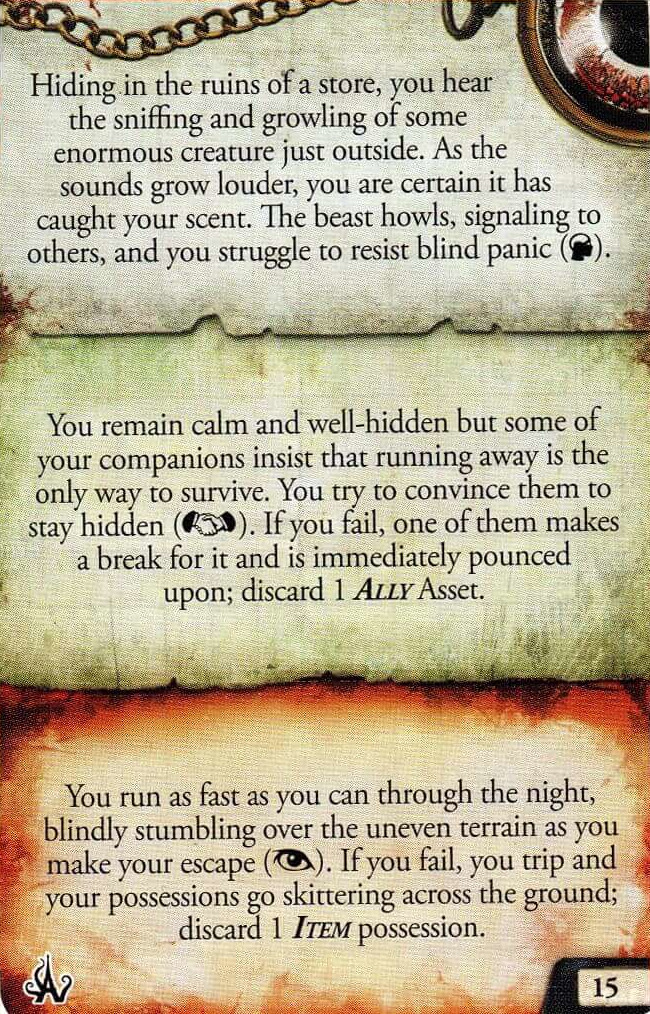 Hiding in the ruins of a store, you hear
the sniffing and growling of some
enormous creature just outside. As the
sounds grow louder, you are certain it has
caught your scent. The beast howls, signaling to
others, and you struggle to resist blind panic ( ).
You remain calm and well-hidden but some of
your companions insist that running away is the
only way to survive. You try to convince them to
stay hidden ( ). If you fail, one of them makes
a break for it and is immediately pounced
upon; discard 1 ALLY Asset.
You run as fast as you can through the night,
blindly stumbling over the uneven terrain as you
make your escape ( ). If you fail, you trip and
your possessions go skittering across the ground;
discard 1 ITEM possession.
15